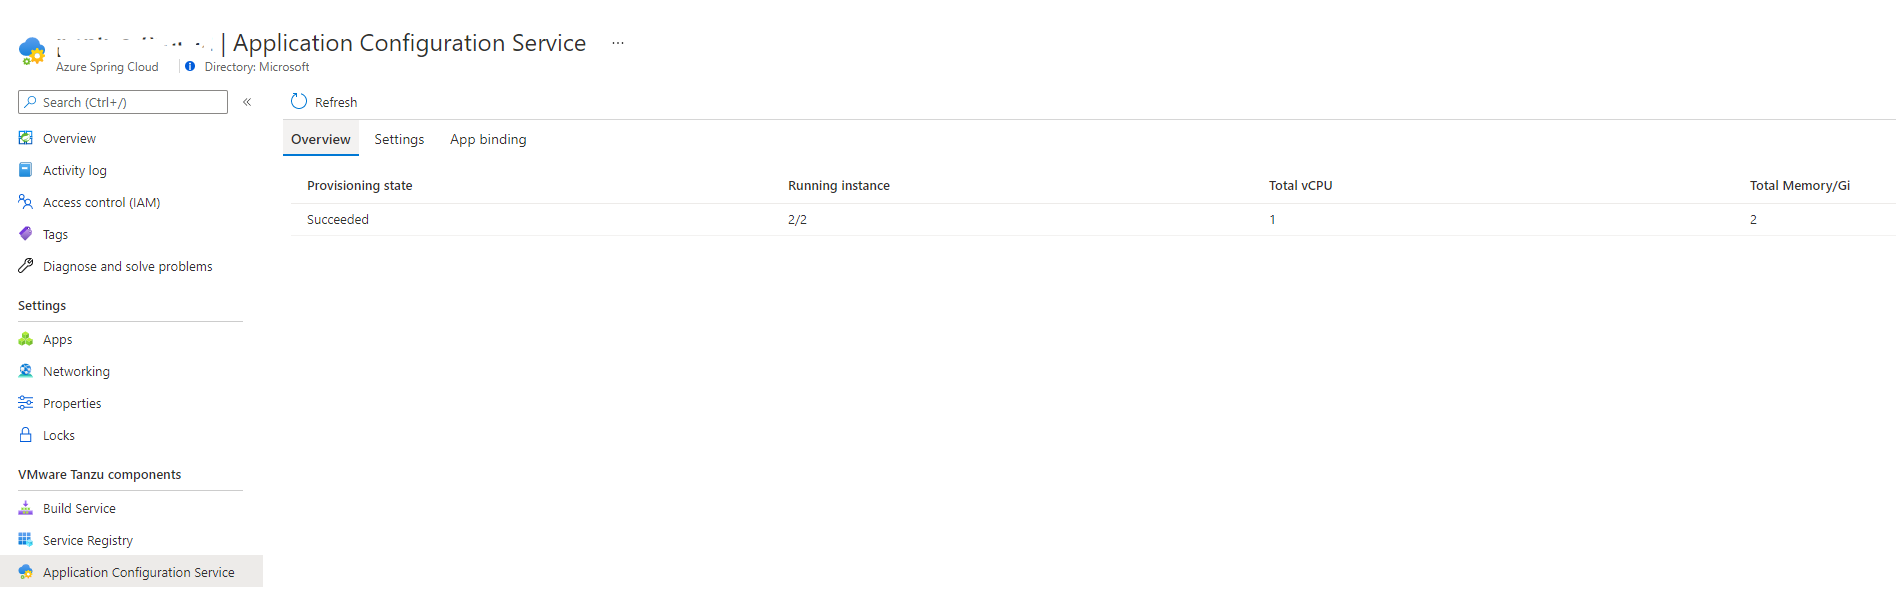 | Application Configuration Service ...
Azure Spring Cloud Directory: Microsoft
Search (Ctrl+/) «
Refresh
Overview
Activity log
Access control (IAM)
Tags
Diagnose and solve problems
Settings
Apps
Networking
Properties
Locks
VMware Tanzu components
Build Service
Service Registry
Application Configuration Service
Overview Settings App binding
Provisioning state Running instance Total vCPU Total Memory/Gi
Succeeded 2/2 1 2